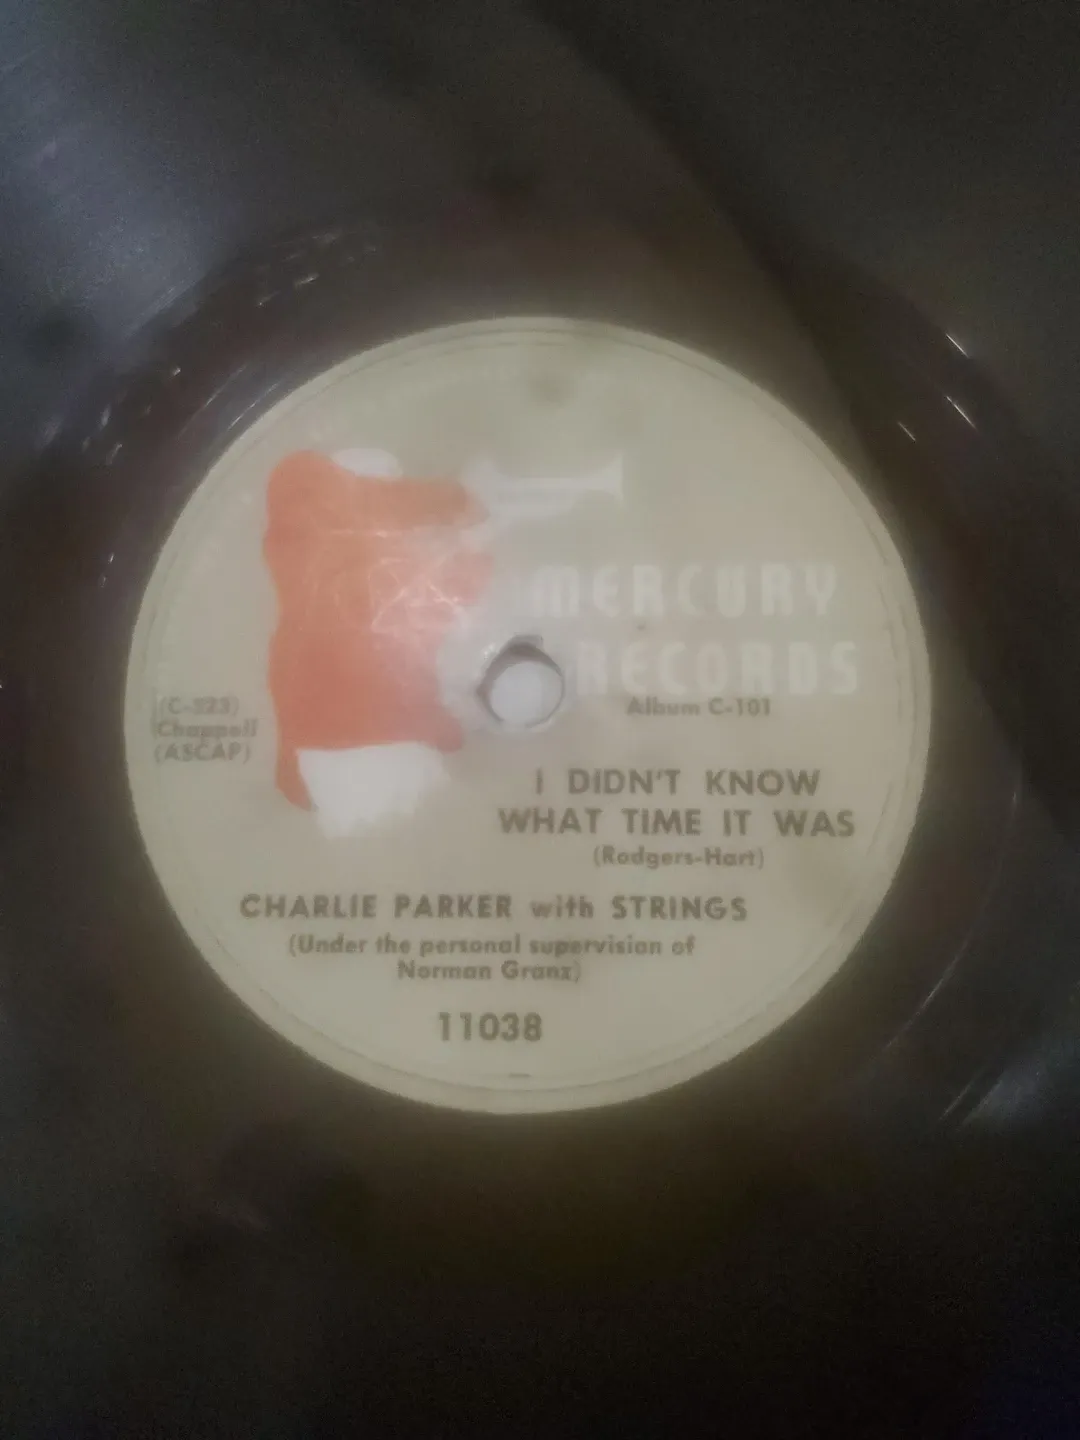 MERCURY
RECORDS
Album C-101
(C-323)
Chappell
(ASCAP)
I DIDN'T KNOW
WHAT TIME IT WAS
(Rodgers-Hart)
CHARLIE PARKER with STRINGS
(Under the personal supervision of
Norman Granz)
11038